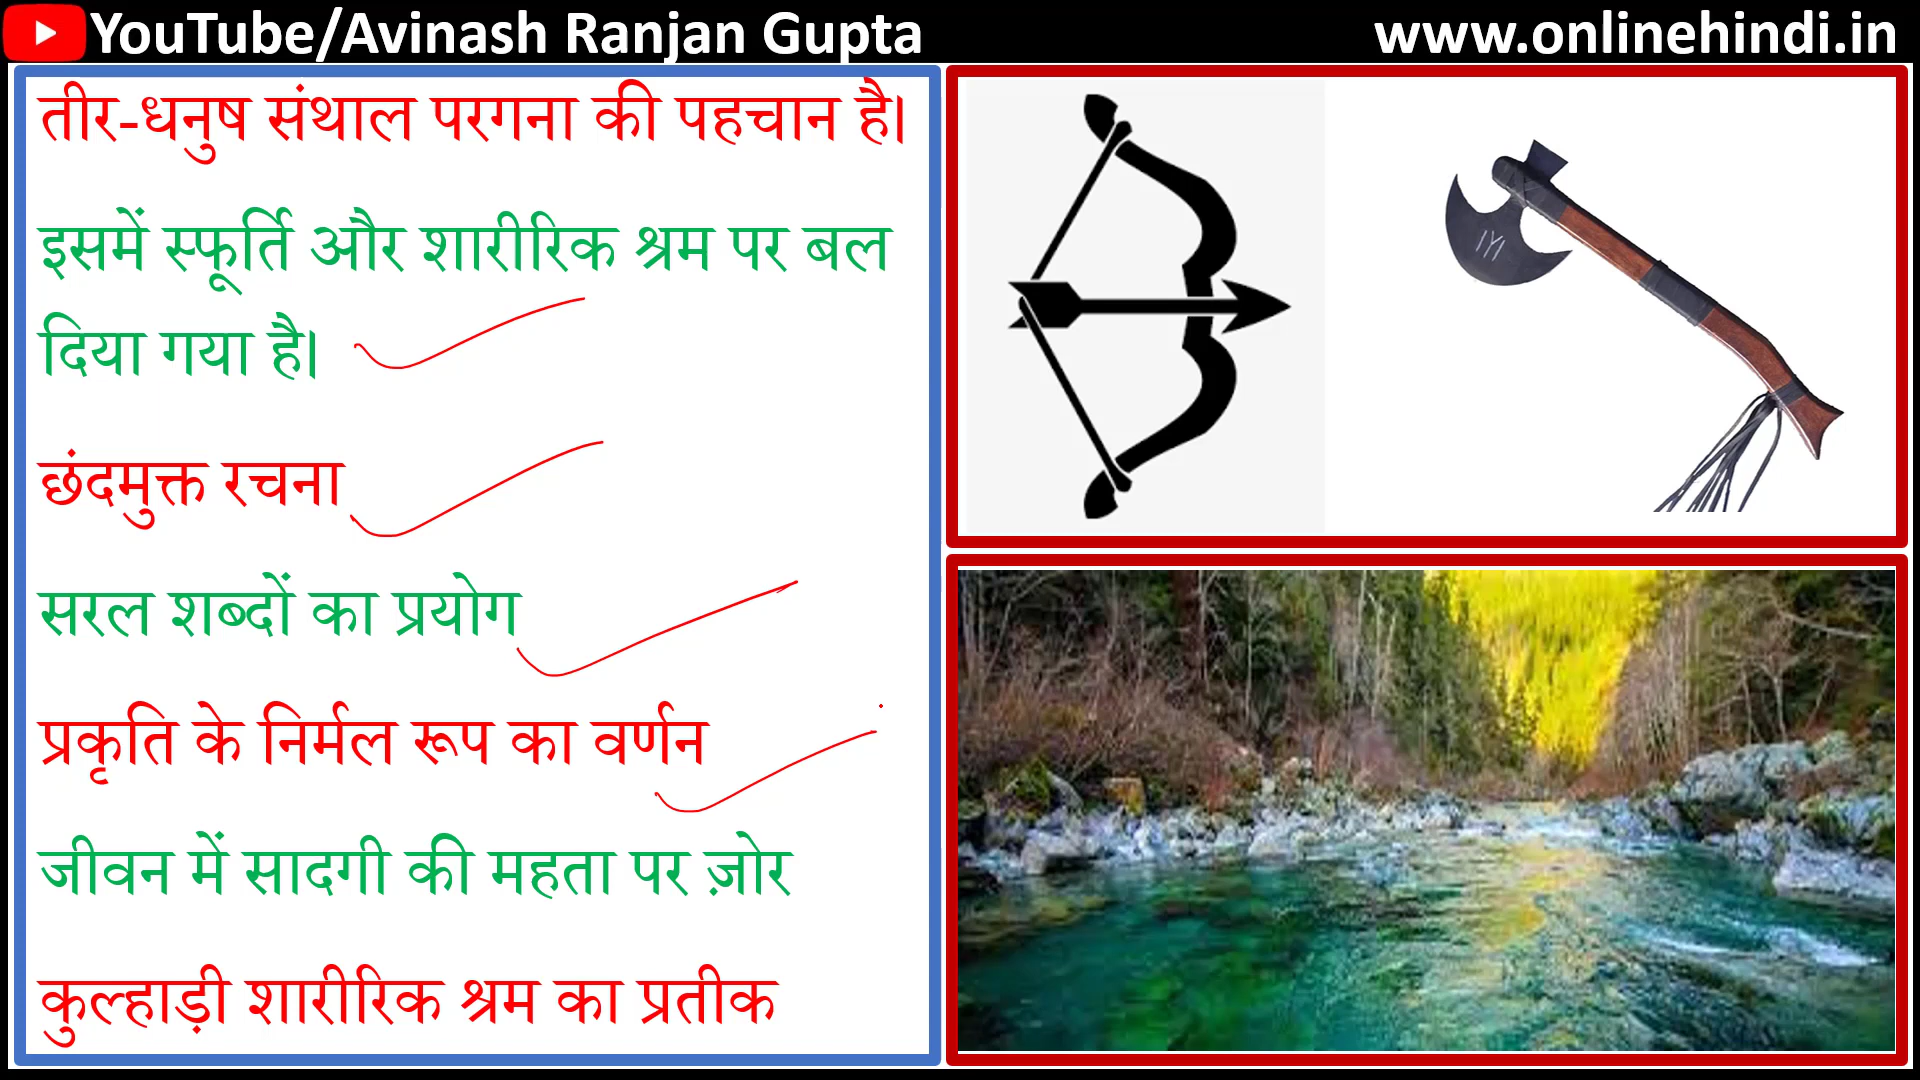 YouTube/Avinash Ranjan Gupta
www.onlinehindi.in
तीर-धनुष संथाल परगना की पहचान है।
इसमें स्फूर्ति और शारीरिक श्रम पर बल
दिया गया है।
छंदमुक्त रचना
सरल शब्दों का प्रयोग
प्रकृति के निर्मल रूप का वर्णन
जीवन में सादगी की महता पर ज़ोर
कुल्हाड़ी शारीरिक श्रम का प्रतीक